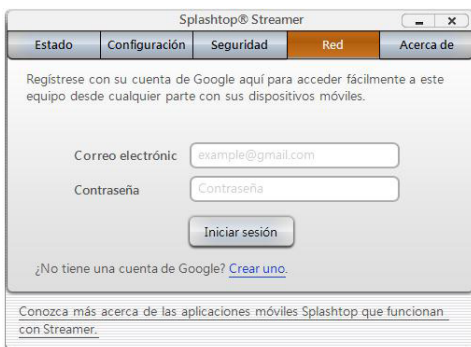 Splashtop® Streamer
Estado Configuración Seguridad Red Acerca de
Regístrese con su cuenta de Google aquí para acceder fácilmente a este
equipo desde cualquier parte con sus dispositivos móviles.
Correo electrónic example@gmail.com
Contraseña Contraseña
Iniciar sesión
¿No tiene una cuenta de Google? Crear uno.
Conozca más acerca de las aplicaciones móviles Splashtop que funcionan
con Streamer.